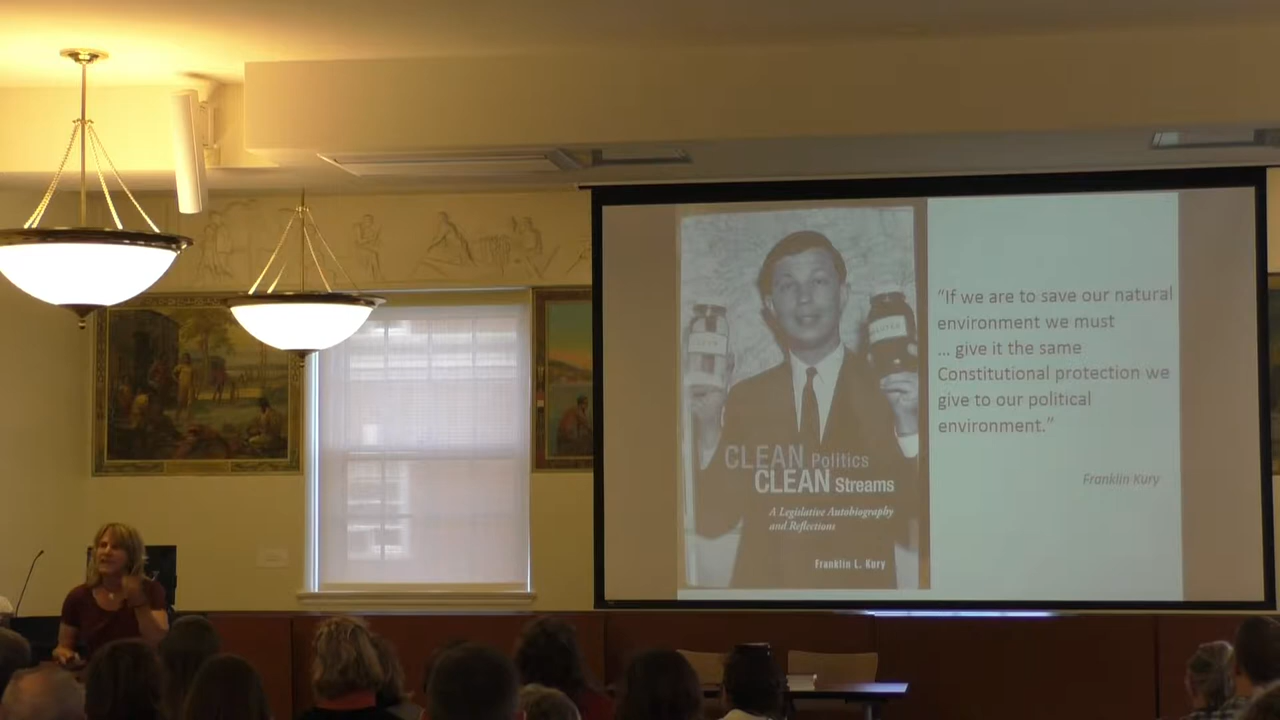 CLEAN Politics
CLEAN Streams
A Legislative Autobiography
and Reflections
Franklin L. Kury
“If we are to save our natural
environment we must
... give it the same
Constitutional protection we
give to our political
environment.”
Franklin Kury